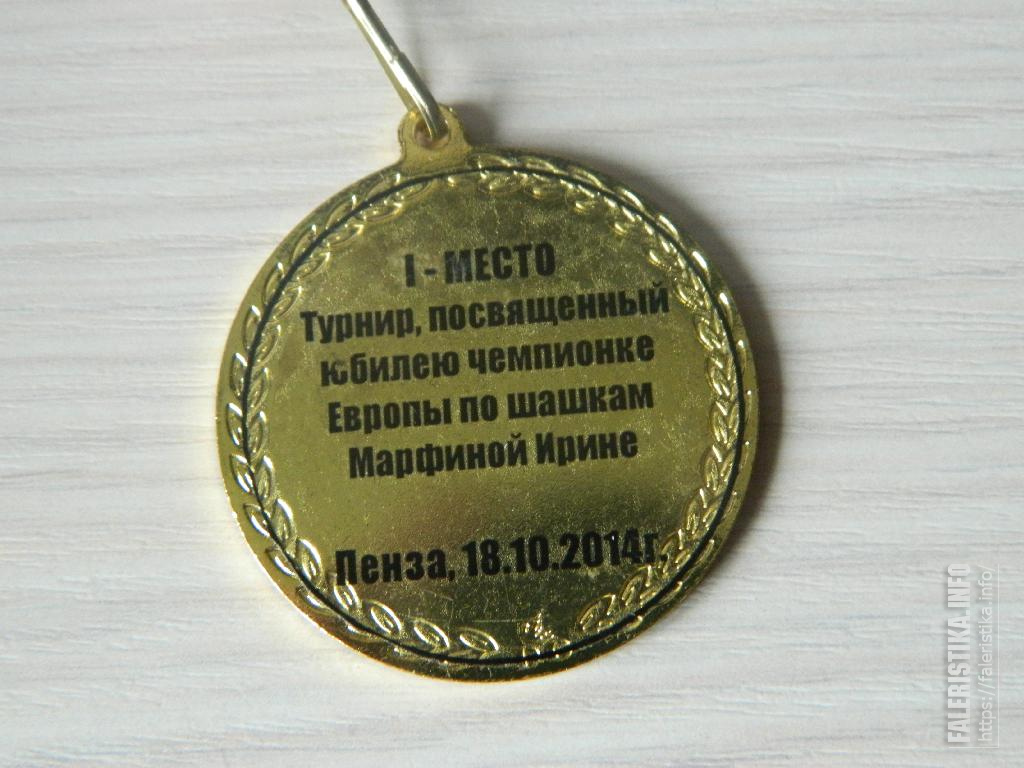 I - МЕСТО
Турнир, посвященный
юбилею чемпионке
Европы по шашкам
Марфиной Ирине
Пенза, 18.10.2014г.
FALERISTIKA.INFO
https://faleristika.info/